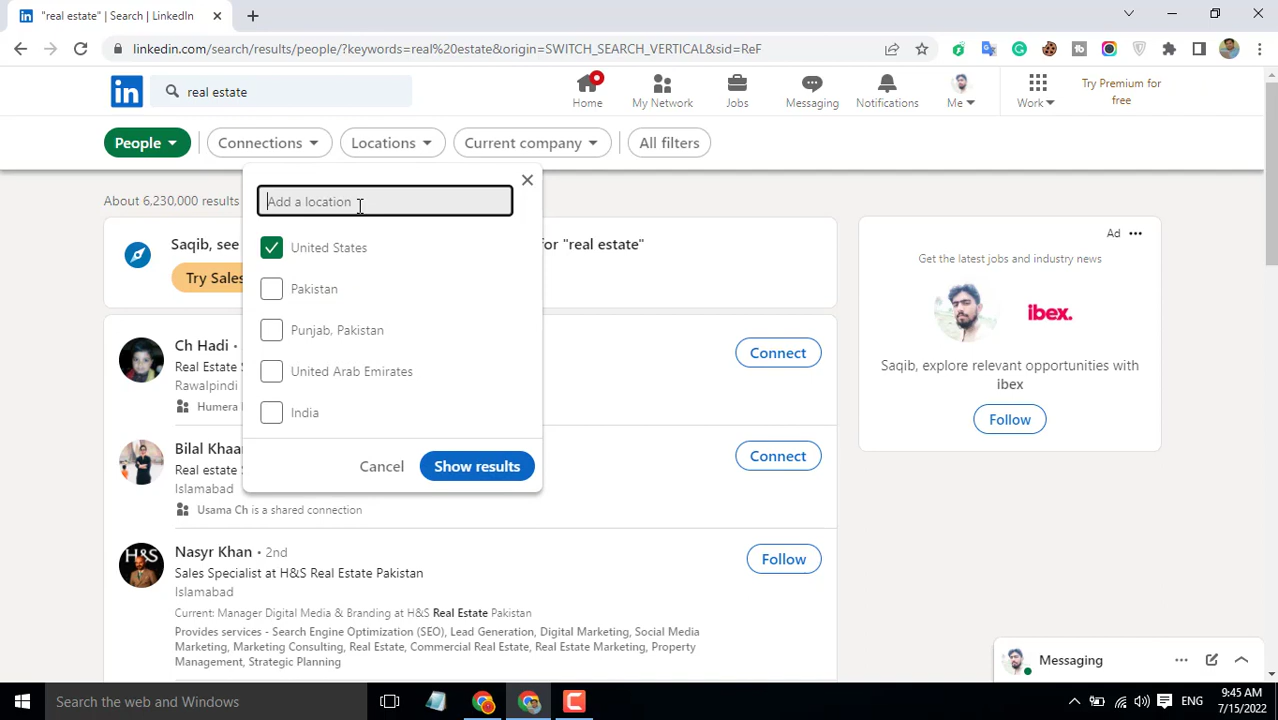 "real estate" | Search | LinkedIn
linkedin.com/search/results/people/?keywords=real%20estate&origin=SWITCH_SEARCH_VERTICAL&sid=ReF
in
real estate
Home
My Network
Jobs
Messaging
Notifications
Me
Work
Try Premium for
free
People
Connections
Locations
Current company
All filters
About 6,230,000 results
Add a location
United States
Pakistan
Punjab, Pakistan
United Arab Emirates
India
Cancel
Show results
Saqib, see
for "real estate"
Try Sales
Ch Hadi •
Real Estate S
Rawalpindi
Humera
Connect
Bilal Khaa
Real estate
Islamabad
Usama Ch is a shared connection
Connect
H&S
Nasyr Khan • 2nd
Sales Specialist at H&S Real Estate Pakistan
Islamabad
Current: Manager Digital Media & Branding at H&S Real Estate Pakistan
Provides services - Search Engine Optimization (SEO), Lead Generation, Digital Marketing, Social Media
Marketing, Marketing Consulting, Real Estate, Commercial Real Estate, Real Estate Marketing, Property
Management, Strategic Planning
Follow
Ad
Get the latest jobs and industry news
ibex.
Saqib, explore relevant opportunities with
ibex
Follow
Messaging
Search the web and Windows
ENG
9:45 AM
7/15/2022